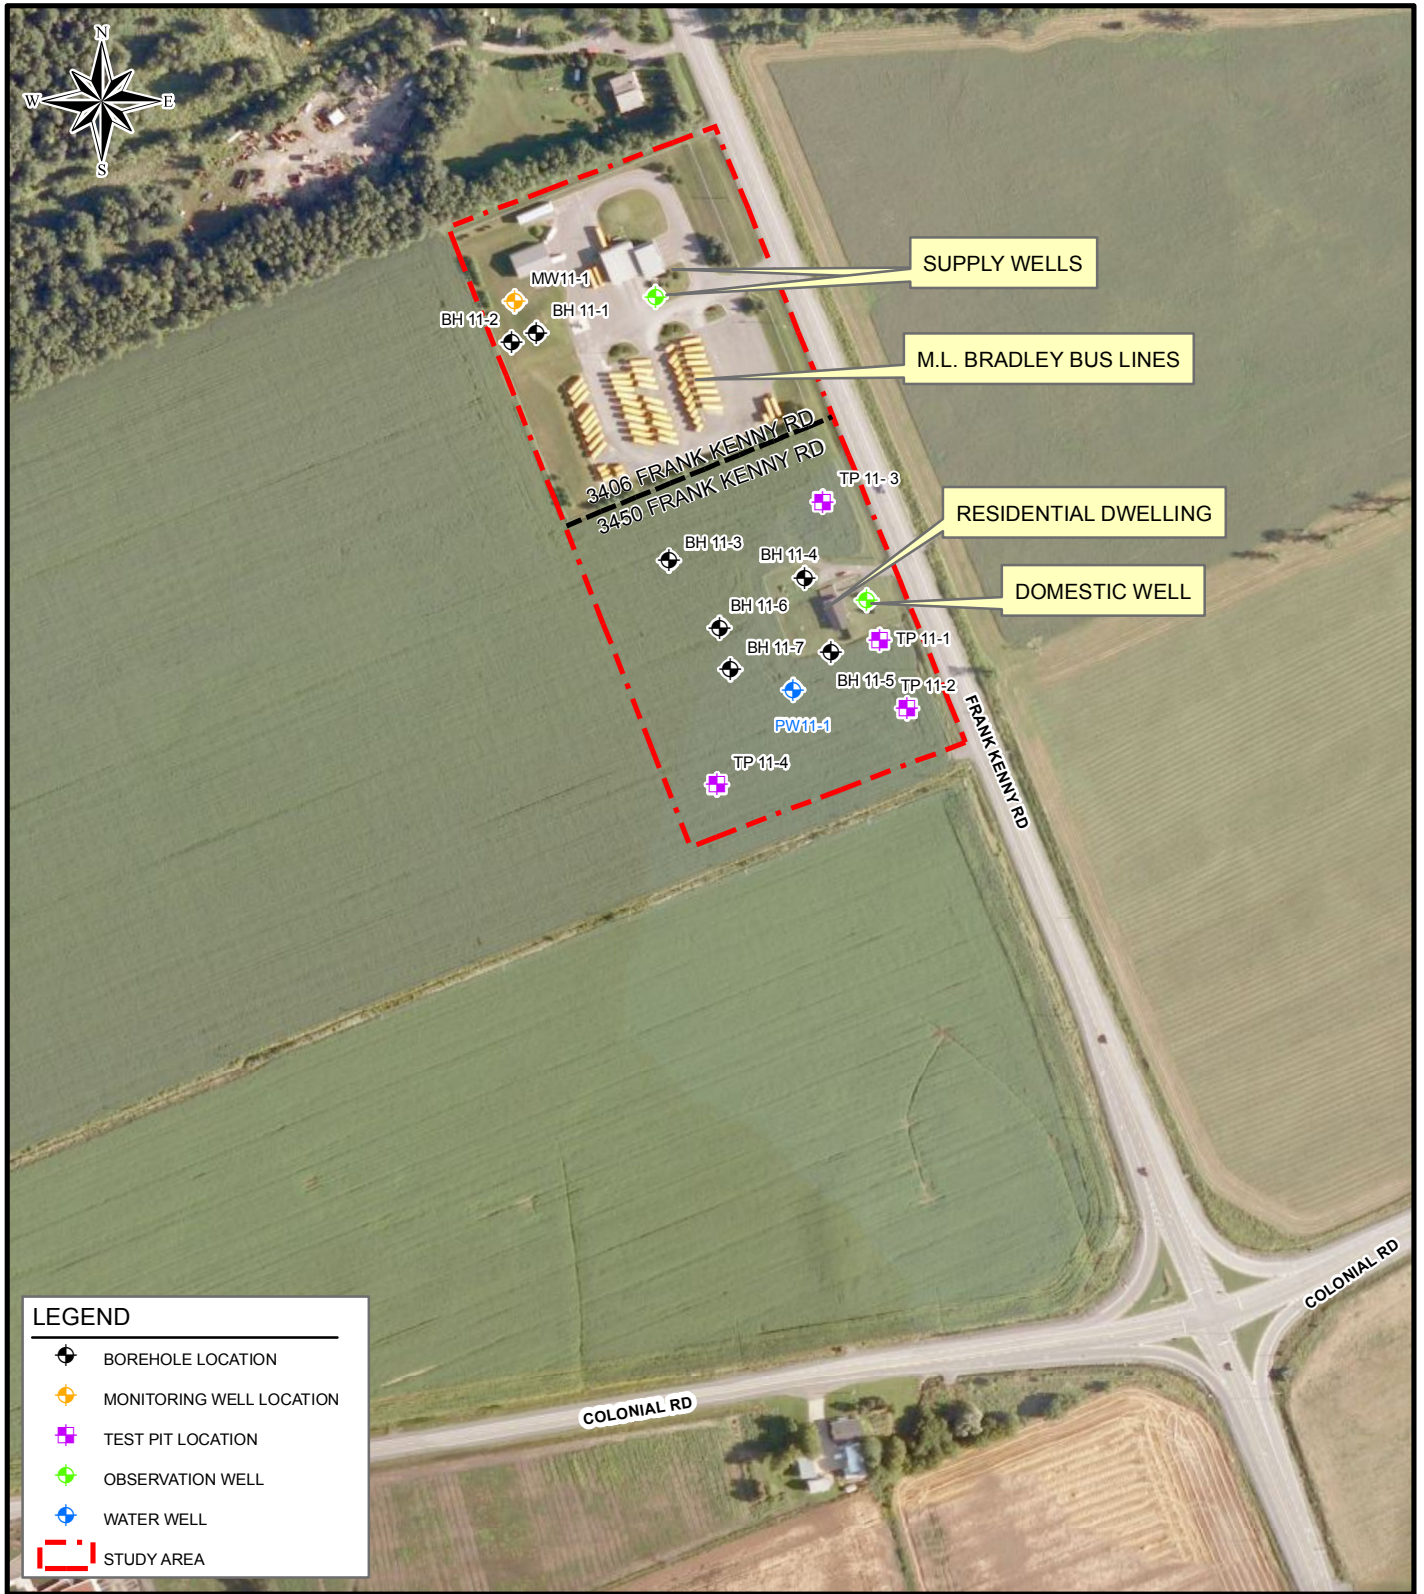 N
W
E
S
SUPPLY WELLS
MW11-1
BH 11-2
BH 11-1
M.L. BRADLEY BUS LINES
3406 FRANK KENNY RD
3450 FRANK KENNY RD
TP 11- 3
RESIDENTIAL DWELLING
BH 11-3
BH 11-4
DOMESTIC WELL
BH 11-6
TP 11-1
BH 11-7
BH 11-5
TP 11-2
PW11-1
FRANK KENNY RD
TP 11-4
COLONIAL RD
COLONIAL RD
LEGEND
BOREHOLE LOCATION
MONITORING WELL LOCATION
TEST PIT LOCATION
OBSERVATION WELL
WATER WELL
STUDY AREA